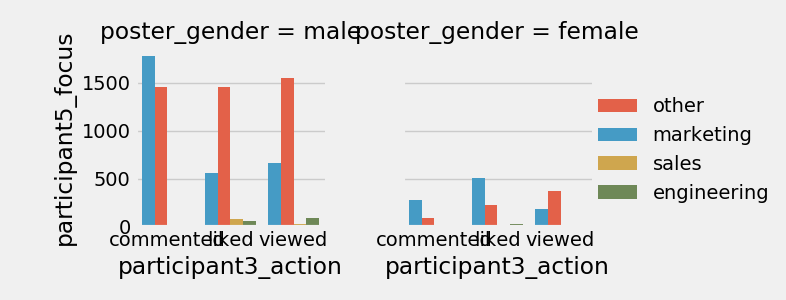 poster_gender = male
poster_gender = female
participant5_focus
1500
1000
500
0
commented
liked
viewed
participant3_action
commented
liked
viewed
participant3_action
other
marketing
sales
engineering